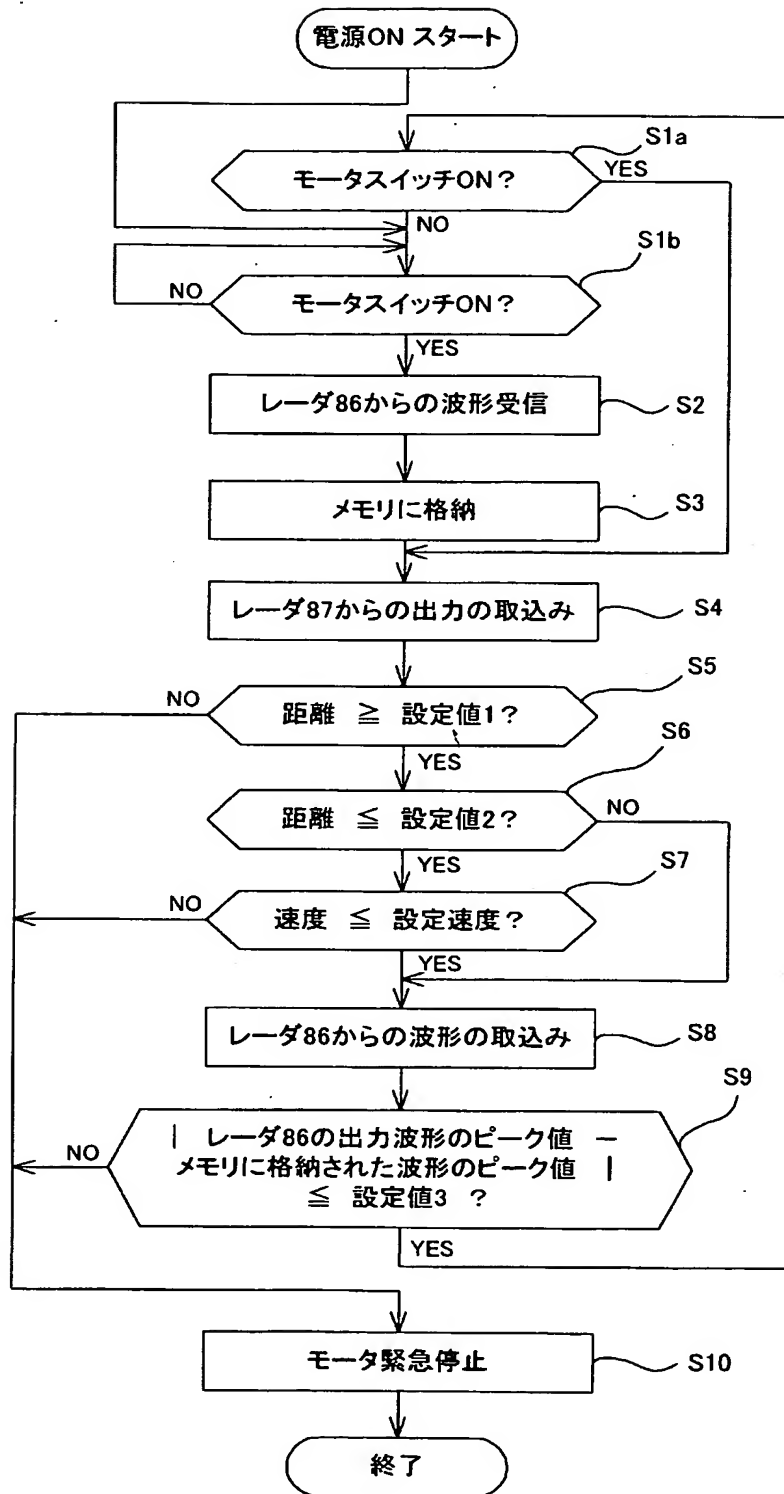 電源ON スタート
S1a
モータスイッチON?
YES
NO
S1b
モータスイッチON?
NO
YES
レーダ86からの波形受信
S2
メモリに格納
S3
レーダ87からの出力の取込み
S4
S5
NO
距離 ≧ 設定値1?
YES
S6
距離 ≦ 設定値2?
NO
YES
S7
NO
速度 ≦ 設定速度?
YES
レーダ86からの波形の取込み
S8
S9
| レーダ86の出力波形のピーク値 −
NO
メモリに格納された波形のピーク値 |
≦ 設定値3 ?
YES
モータ緊急停止
S10
終了